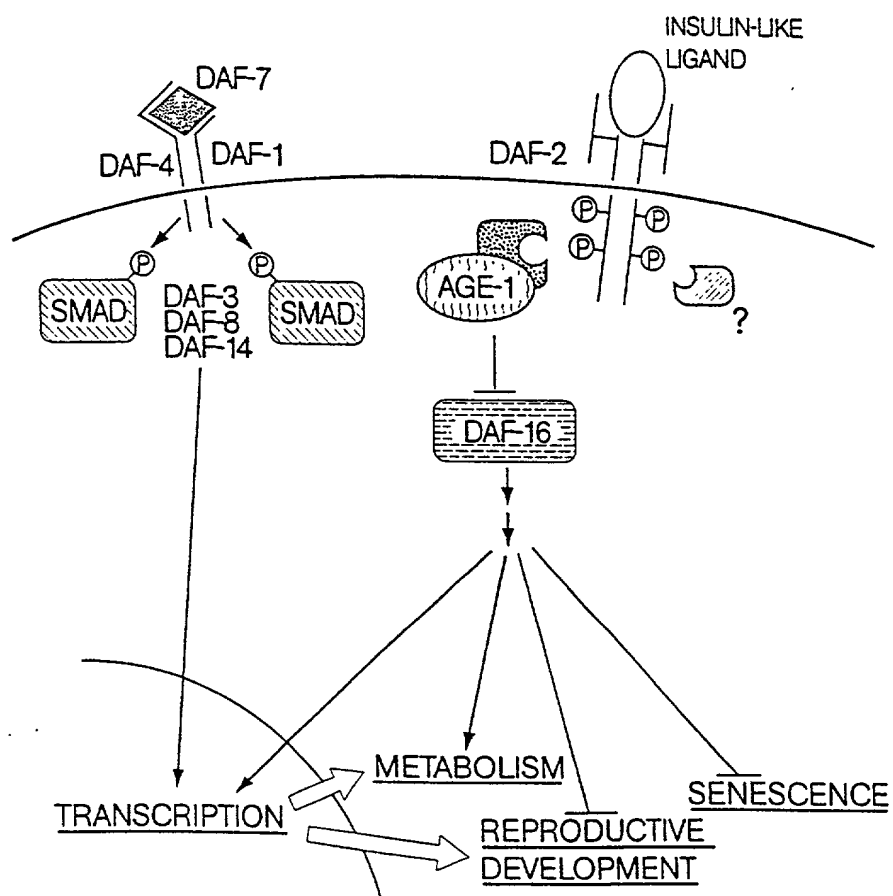 INSULIN-LIKE
LIGAND
DAF-7
DAF-4
DAF-1
DAF-2
P
P
P
P
P
P
SMAD
DAF-3
DAF-8
DAF-14
SMAD
AGE-1
?
DAF-16
METABOLISM
SENESCENCE
TRANSCRIPTION
REPRODUCTIVE
DEVELOPMENT